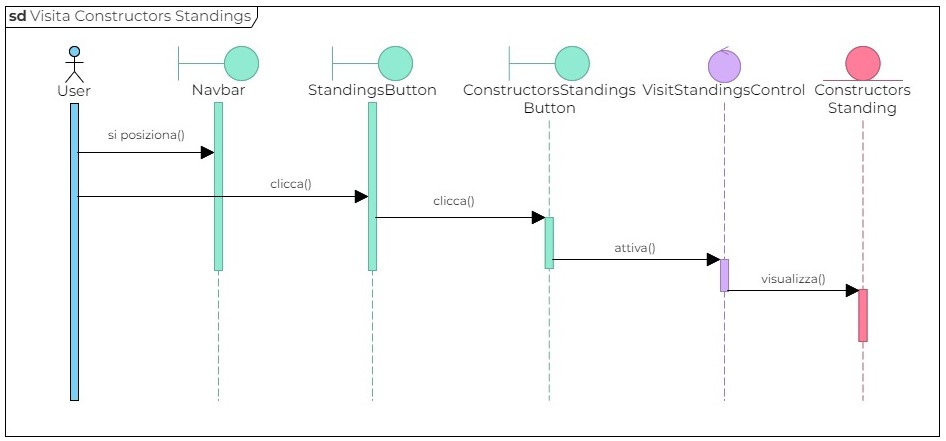 sd Visita Constructors Standings
User
Navbar
StandingsButton
ConstructorsStandings
Button
VisitStandingsControl
Constructors
Standing
si posiziona()
clicca()
clicca()
attiva()
visualizza()